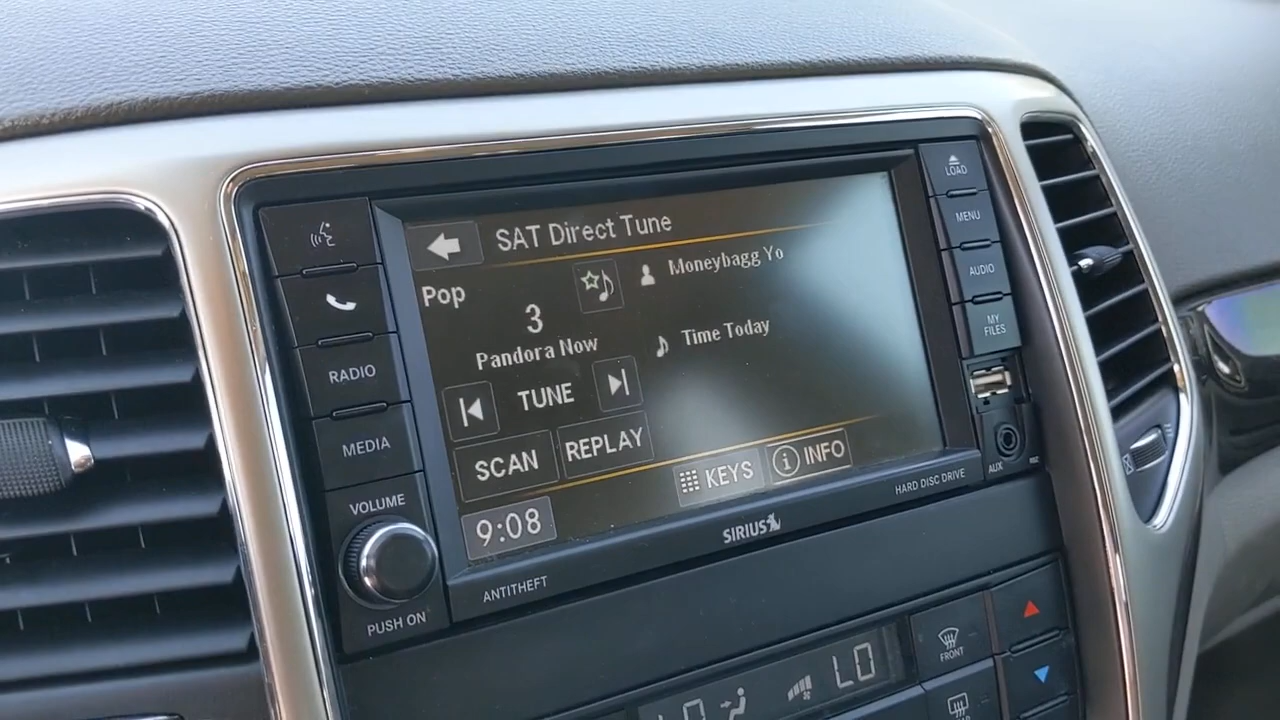 SAT Direct Tune
Pop
3
Pandora Now
Moneybagg Yo
Time Today
TUNE
SCAN
REPLAY
KEYS
INFO
9:08
RADIO
MEDIA
VOLUME
PUSH ON
ANTITHEFT
SIRIUS
HARD DISC DRIVE
LOAD
MENU
AUDIO
MY
FILES
AUX
FRONT
LO
LO